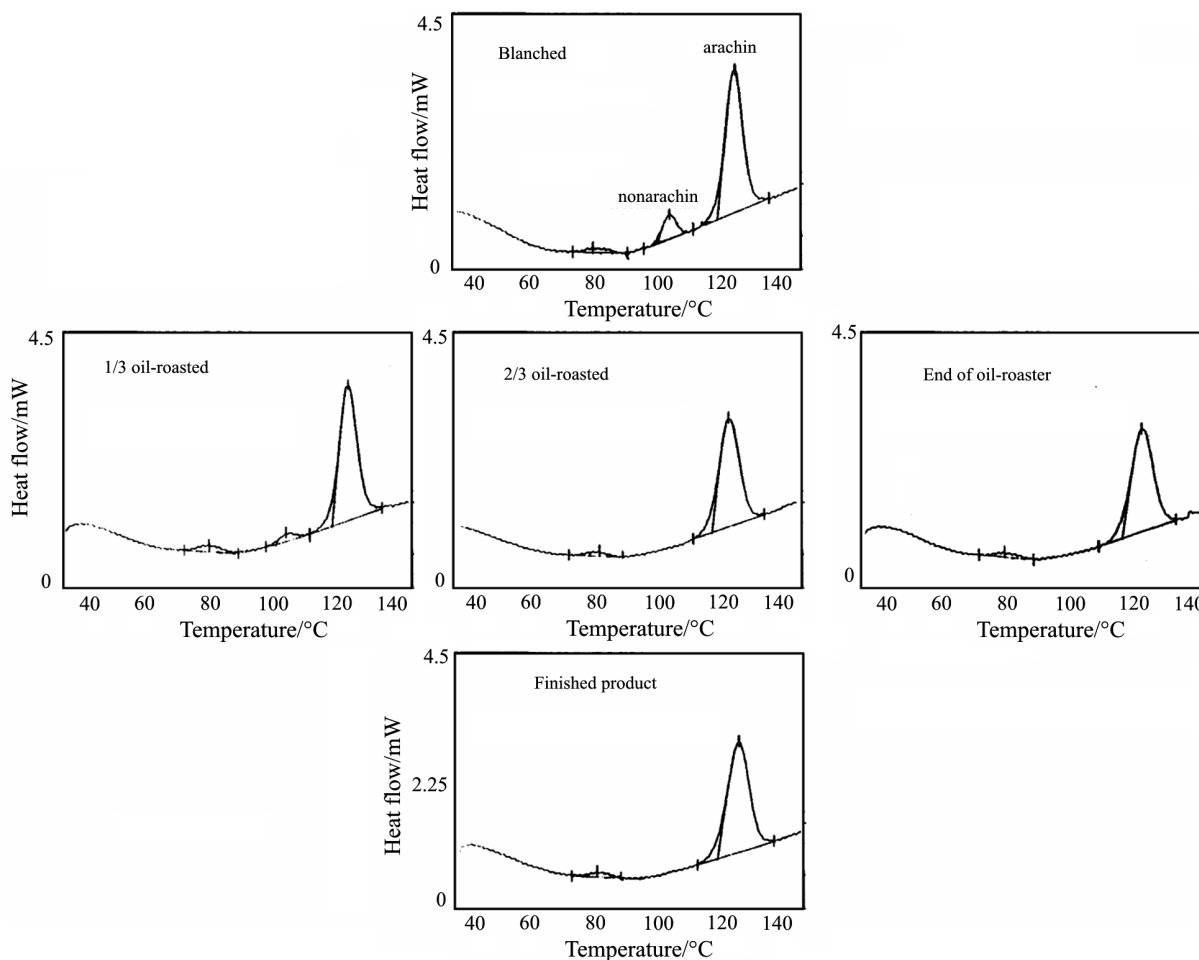 4.5
Blanched
arachin
nonarachin
Heat flow/mW
0
40 60 80 100 120 140
Temperature/°C
4.5
1/3 oil-roasted
Heat flow/mW
0
40 60 80 100 120 140
Temperature/°C
4.5
2/3 oil-roasted
0
40 60 80 100 120 140
Temperature/°C
4.5
End of oil-roaster
0
40 60 80 100 120 140
Temperature/°C
4.5
Finished product
Heat flow/mW
2.25
0
40 60 80 100 120 140
Temperature/°C